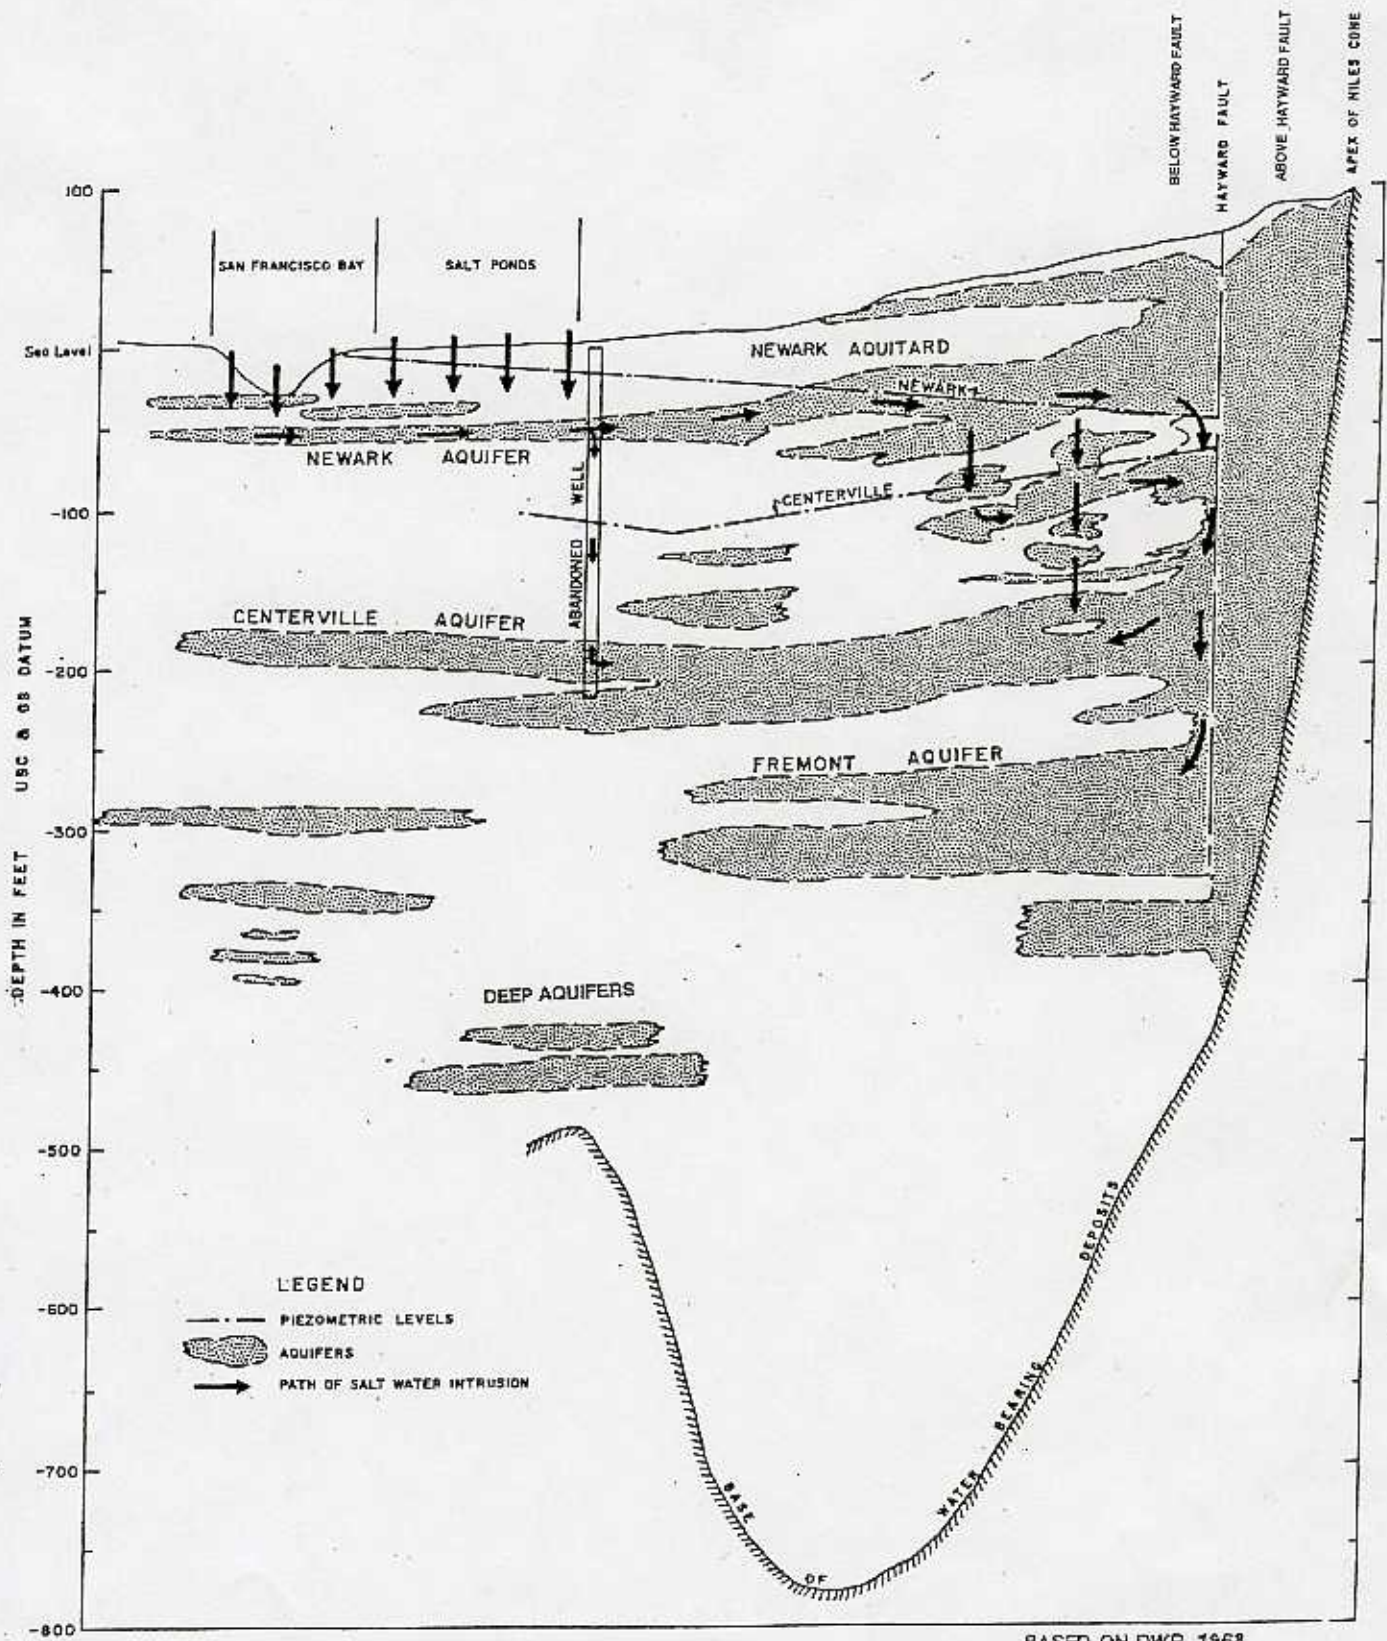 BELOW HAYWARD FAULT
HAYWARD FAULT
ABOVE HAYWARD FAULT
APEX OF NILES CONE
100
SAN FRANCISCO BAY
SALT PONDS
Sea Level
NEWARK AQUITARD
NEWARK
NEWARK AQUIFER
WELL
ABANDONED
CENTERVILLE
-100
CENTERVILLE AQUIFER
-200
FREMONT AQUIFER
-300
DEPTH IN FEET USC & GS DATUM
-400
DEEP AQUIFERS
-500
LEGEND
-600
PIEZOMETRIC LEVELS
AQUIFERS
PATH OF SALT WATER INTRUSION
-700
BASE OF WATER BEARING DEPOSITS
-800
BASED ON DWR, 1968